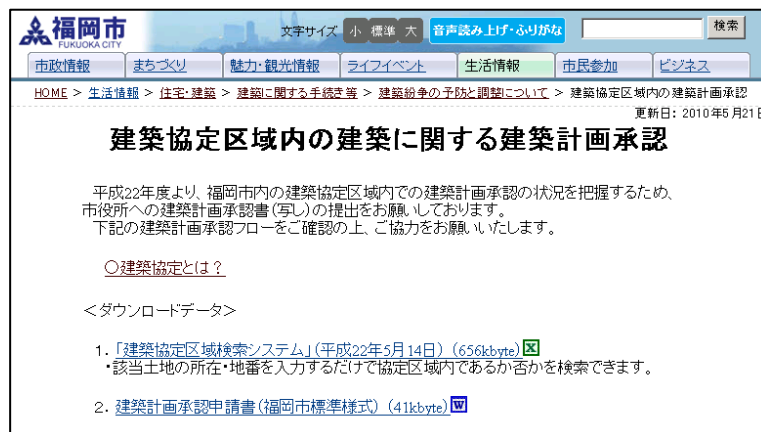 福岡市
FUKUOKA CITY
文字サイズ 小 標準 大 音声読み上げ・ふりがな 検索
市政情報 まちづくり 魅力・観光情報 ライフイベント 生活情報 市民参加 ビジネス
HOME > 生活情報 > 住宅・建築 > 建築に関する手続き等 > 建築紛争の予防と調整について > 建築協定区域内の建築計画承認
更新日: 2010年5月21日
建築協定区域内の建築に関する建築計画承認
平成22年度より、福岡市内の建築協定区域内での建築計画承認の状況を把握するため、
市役所への建築計画承認書(写し)の提出をお願いしております。
下記の建築計画承認フローをご確認の上、ご協力をお願いいたします。
○建築協定とは？
＜ダウンロードデータ＞
1.「建築協定区域検索システム」(平成22年5月14日) (656kbyte)
・該当土地の所在・地番を入力するだけで協定区域内であるか否かを検索できます。
2. 建築計画承認申請書(福岡市標準様式) (41kbyte)